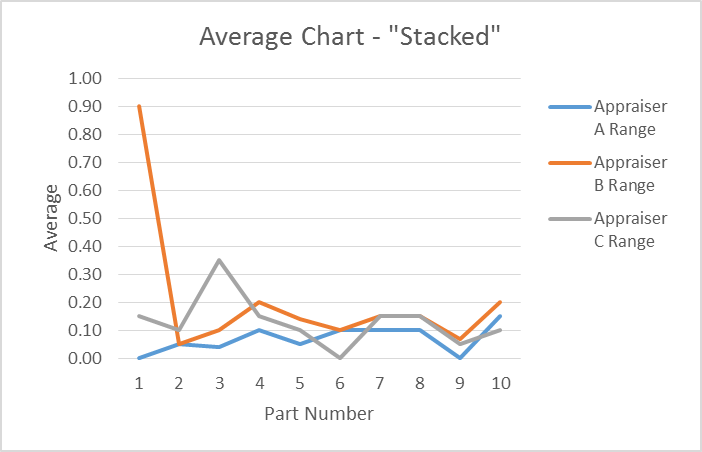 Average Chart - "Stacked"
1.00
0.90
0.80
0.70
0.60
0.50
0.40
0.30
0.20
0.10
0.00
Average
1 2 3 4 5 6 7 8 9 10
Part Number
Appraiser
A Range
Appraiser
B Range
Appraiser
C Range